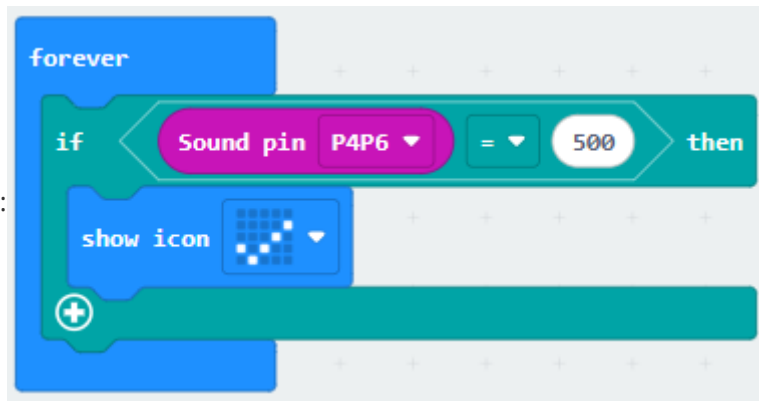 forever
if Sound pin P4P6 = 500 then
:
show icon